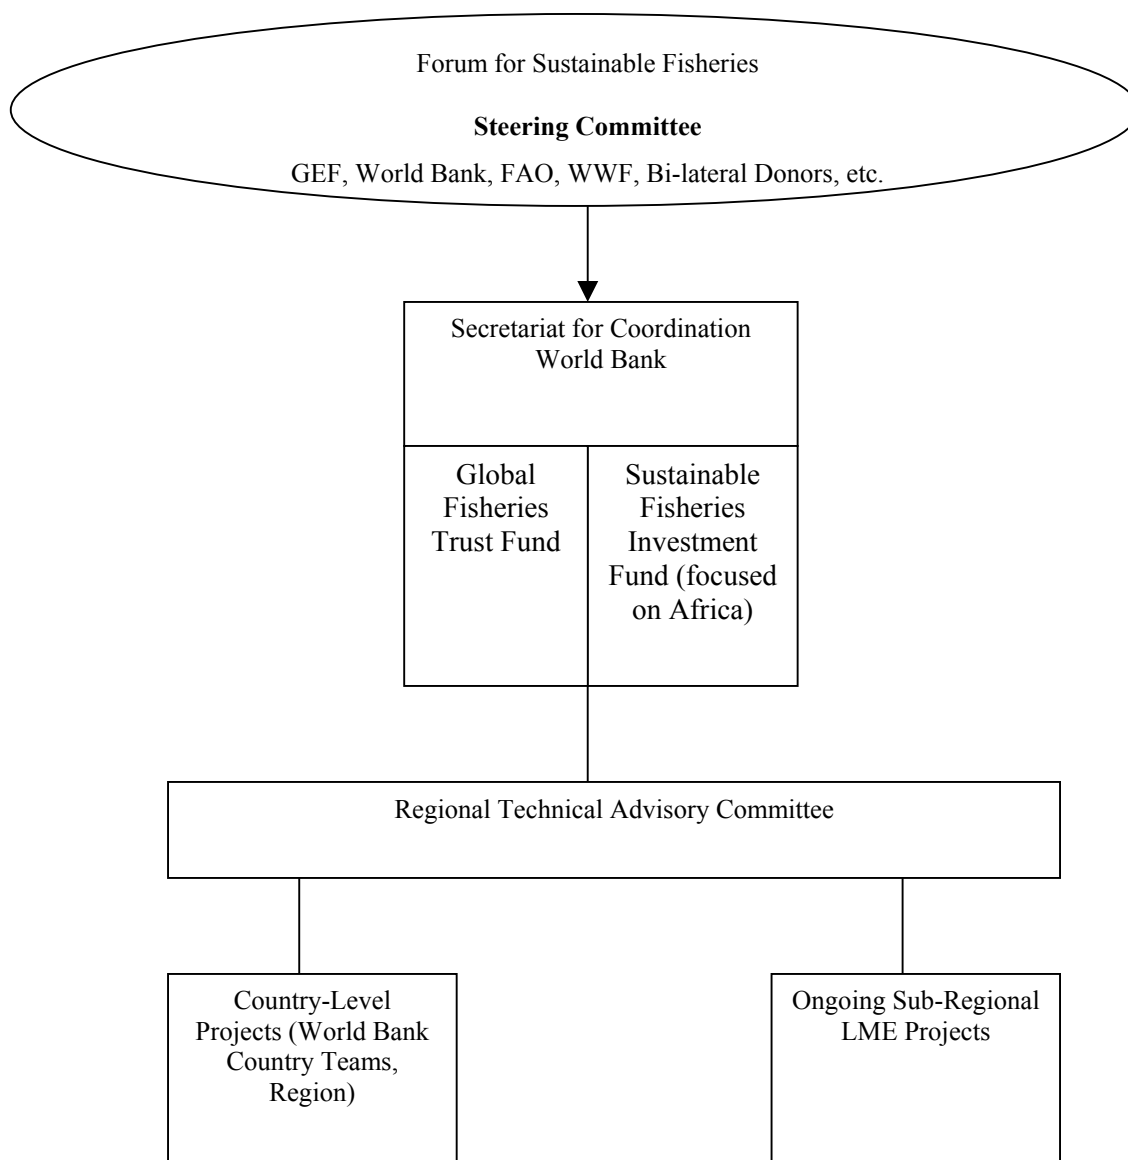 Forum for Sustainable Fisheries
Steering Committee
GEF, World Bank, FAO, WWF, Bi-lateral Donors, etc.
Secretariat for Coordination
World Bank
Global
Fisheries
Trust Fund
Sustainable
Fisheries
Investment
Fund (focused
on Africa)
Regional Technical Advisory Committee
Country-Level
Projects (World Bank
Country Teams,
Region)
Ongoing Sub-Regional
LME Projects